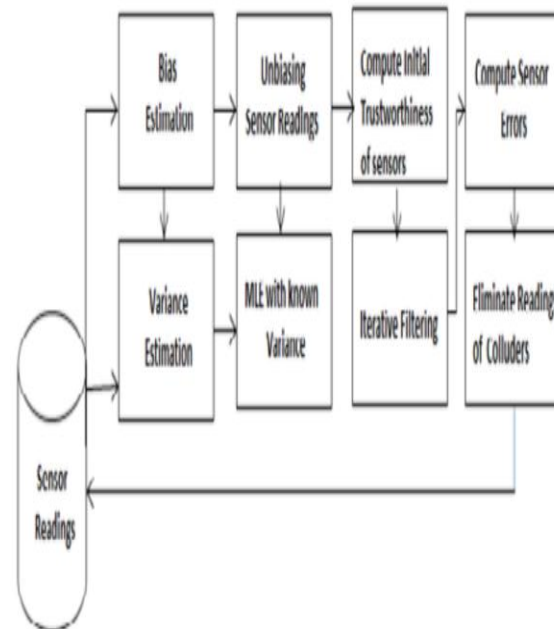 Bias
Estimation
Unbiasing
Sensor Readings
Compute Initial
Trustworthiness
of sensors
Compute Sensor
Errors
Variance
Estimation
MLE with known
Variance
Iterative Filtering
Eliminate Readings
of Colluders
Sensor
Readings